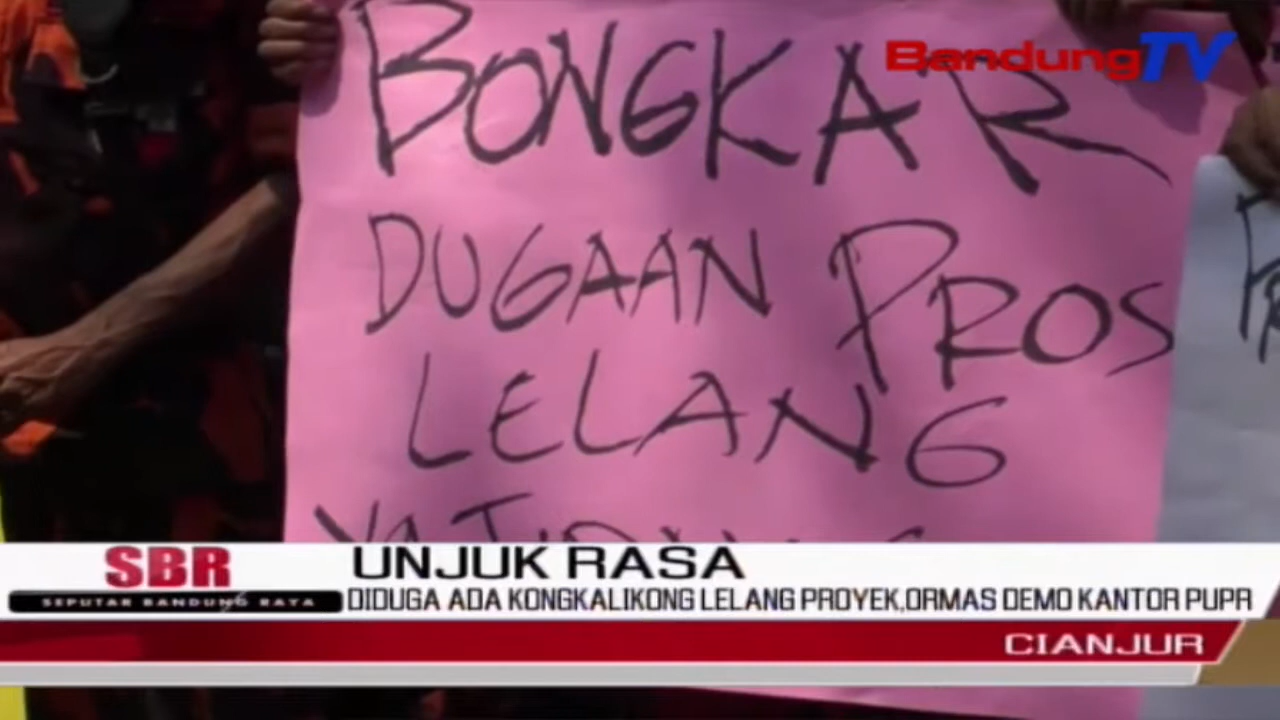 BandungTV
BONGKAR
DUGAAN PROS
LELANG
SBR
SEPUTAR BANDUNG RAYA
UNJUK RASA
DIDUGA ADA KONGKALIKONG LELANG PROYEK,ORMAS DEMO KANTOR PUPR
CIANJUR